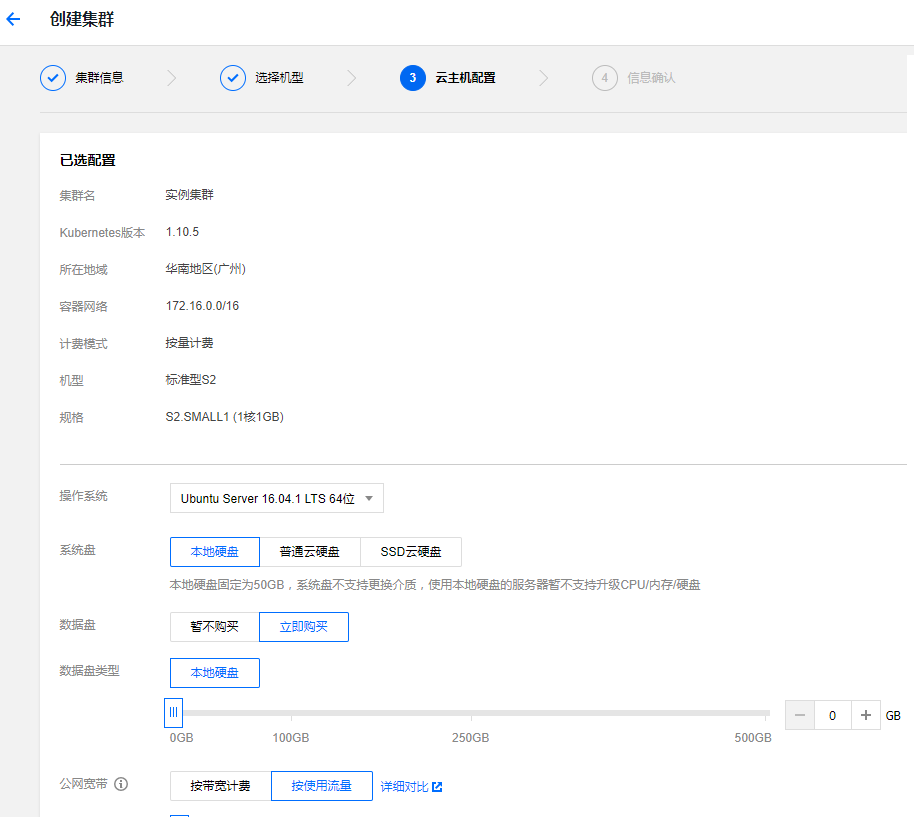 创建集群
集群信息 选择机型 3 云主机配置 4 信息确认
已选配置
集群名 实例集群
Kubernetes版本 1.10.5
所在地域 华南地区(广州)
容器网络 172.16.0.0/16
计费模式 按量计费
机型 标准型S2
规格 S2.SMALL1 (1核1GB)
操作系统 Ubuntu Server 16.04.1 LTS 64位
系统盘 本地硬盘 普通云硬盘 SSD云硬盘
本地硬盘固定为50GB，系统盘不支持更换介质，使用本地硬盘的服务器暂不支持升级CPU/内存/硬盘
数据盘 暂不购买 立即购买
数据盘类型 本地硬盘
0 GB
0GB 100GB 250GB 500GB
公网宽带 按带宽计费 按使用流量 详细对比